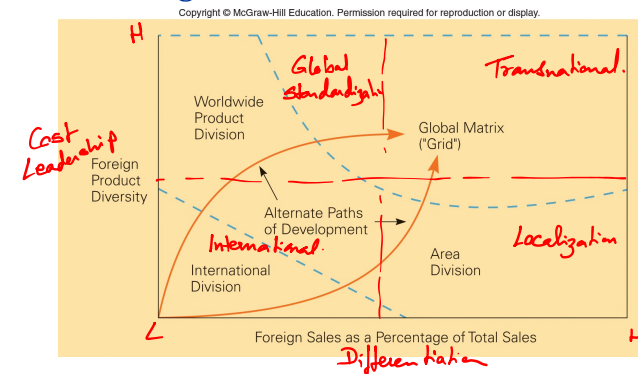 Copyright © McGraw-Hill Education. Permission required for reproduction or display.
H
Global
Standardizatio
Transnational.
Worldwide
Product
Division
Global Matrix
("Grid")
Cost
Leadership
Foreign
Product
Diversity
Alternate Paths
of Development
International.
Localization
International
Division
Area
Division
L
Foreign Sales as a Percentage of Total Sales
H
Differentiation